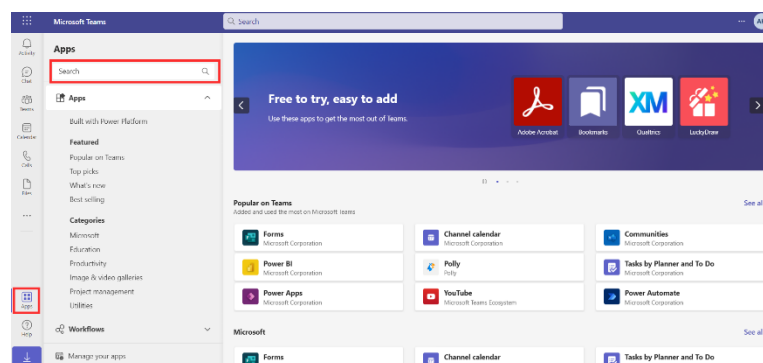 Microsoft Teams
Search
Activity
Chat
Teams
Calendar
Calls
Files
Apps
Help
Apps
Search
Apps
Built with Power Platform
Featured
Popular on Teams
Top picks
What's new
Best selling
Categories
Microsoft
Education
Productivity
Image & video galleries
Project management
Utilities
Workflows
Manage your apps
Free to try, easy to add
Use these apps to get the most out of Teams.
Adobe Acrobat
Bookmarks
XM
Qualtrics
LuckyDraw
Popular on Teams
See al
Added and used the most on Microsoft Teams
Forms
Microsoft Corporation
Channel calendar
Microsoft Corporation
Communities
Microsoft Corporation
Power BI
Microsoft Corporation
Polly
Polly
Tasks by Planner and To Do
Microsoft Corporation
Power Apps
Microsoft Corporation
YouTube
Microsoft Teams Ecosystem
Power Automate
Microsoft Corporation
Microsoft
See al
Forms
Channel calendar
Tasks by Planner and To Do